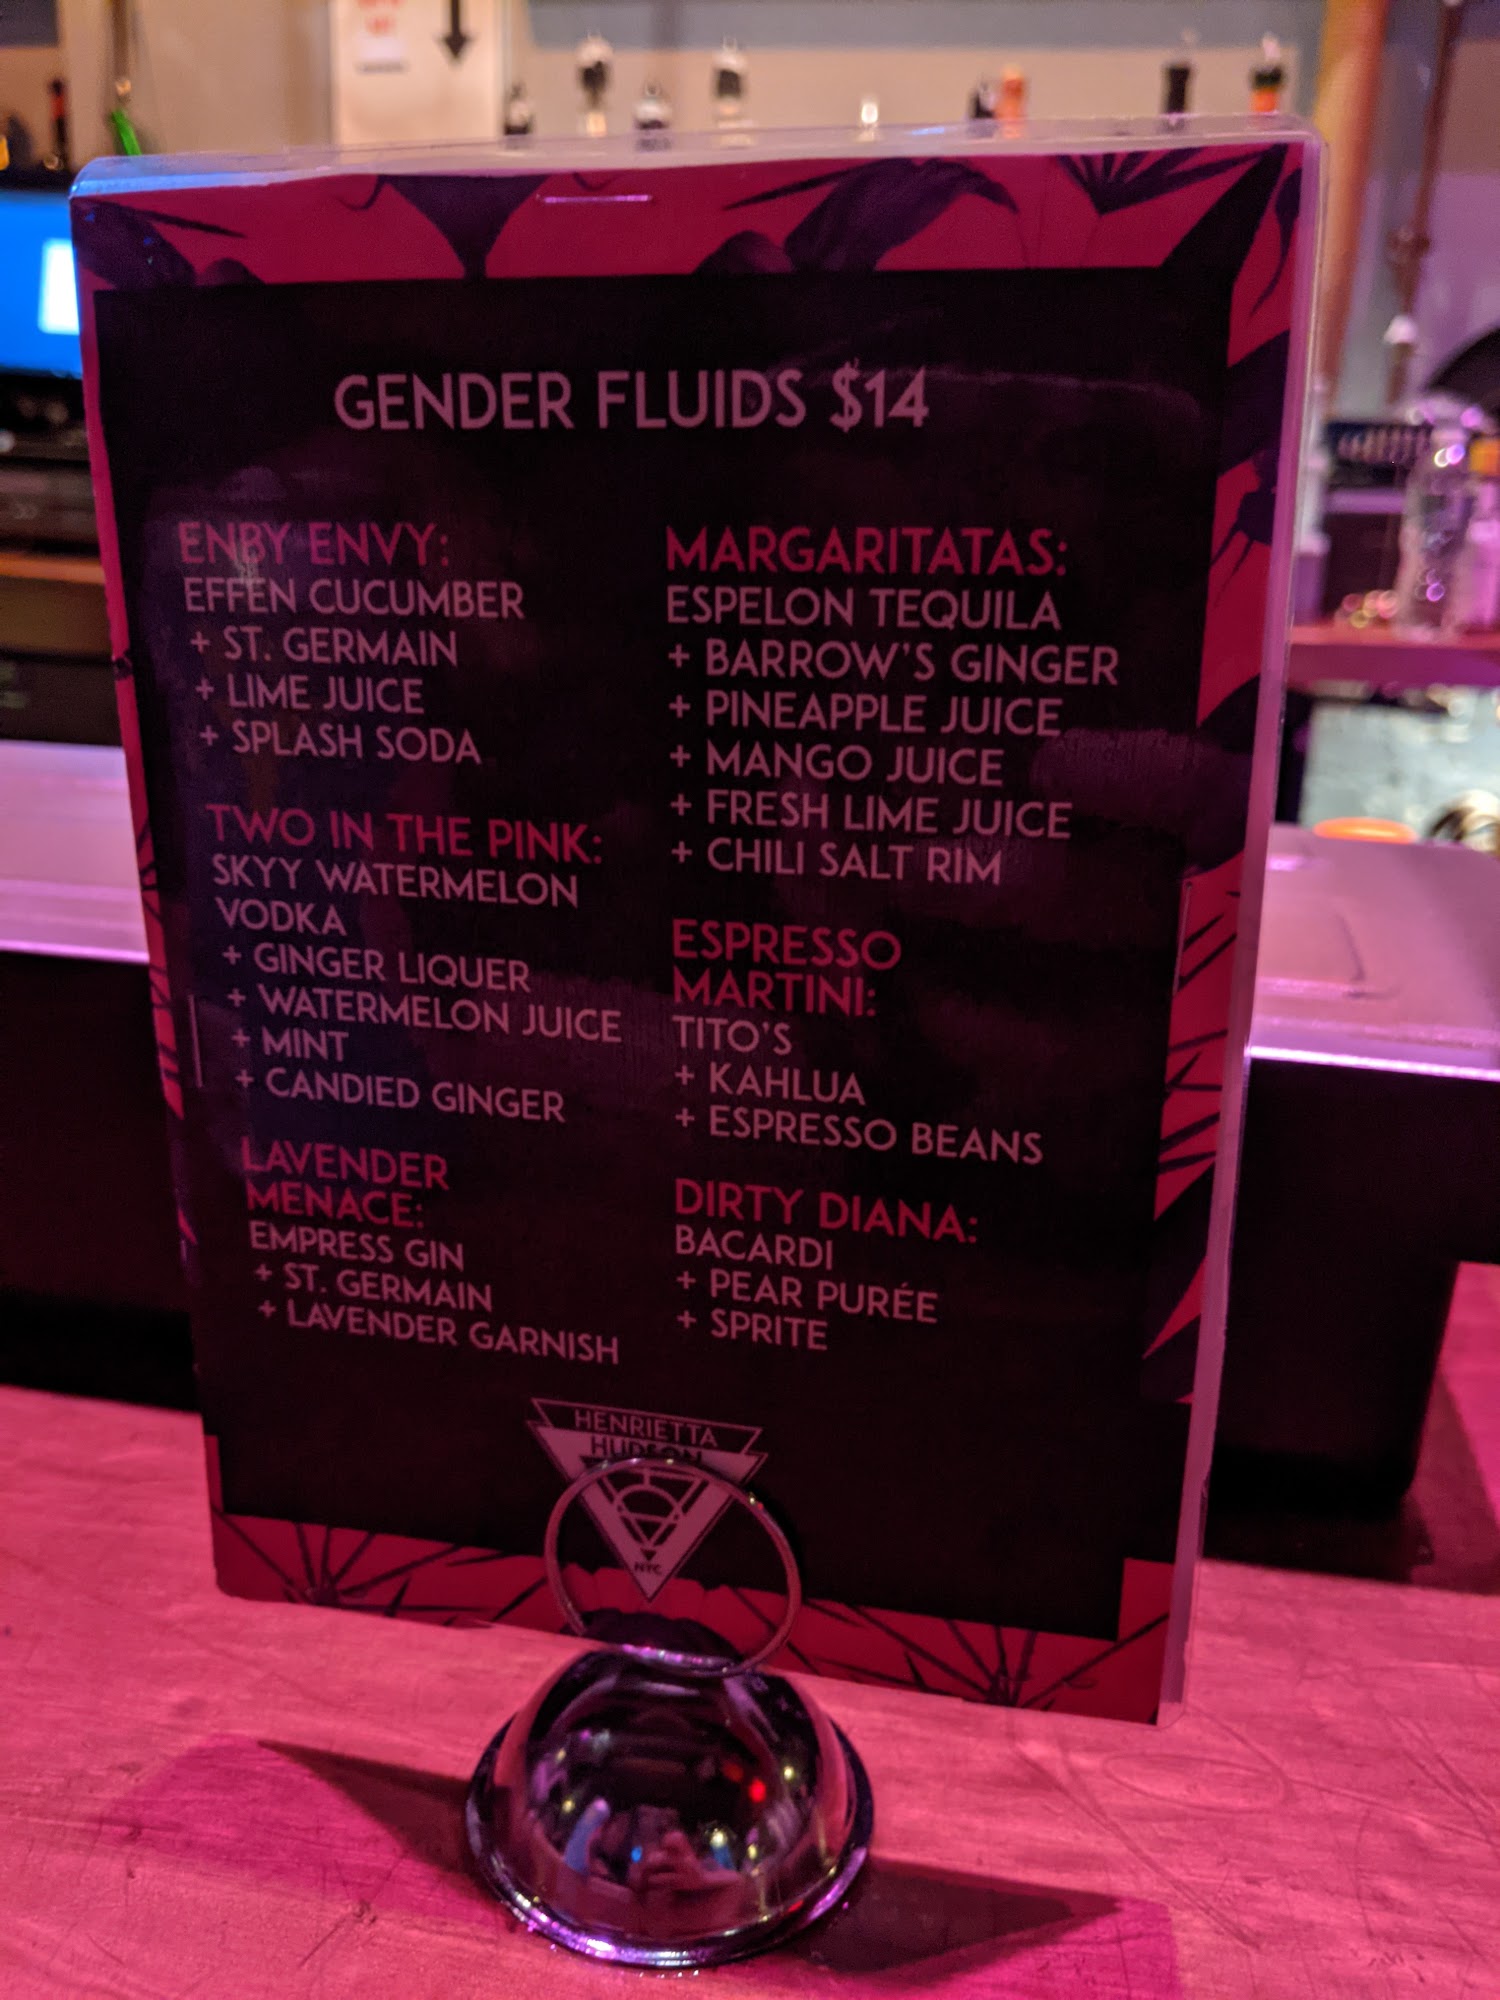 GENDER FLUIDS $14
ENBY ENVY:
EFFEN CUCUMBER
+ ST. GERMAIN
+ LIME JUICE
+ SPLASH SODA
TWO IN THE PINK:
SKYY WATERMELON
VODKA
+ GINGER LIQUER
+ WATERMELON JUICE
+ MINT
+ CANDIED GINGER
LAVENDER
MENACE:
EMPRESS GIN
+ ST. GERMAIN
+ LAVENDER GARNISH
MARGARITATAS:
ESPELON TEQUILA
+ BARROW'S GINGER
+ PINEAPPLE JUICE
+ MANGO JUICE
+ FRESH LIME JUICE
+ CHILI SALT RIM
ESPRESSO
MARTINI:
TITO'S
+ KAHLUA
+ ESPRESSO BEANS
DIRTY DIANA:
BACARDI
+ PEAR PURÉE
+ SPRITE
HENRIETTA
HUDSON
NYC